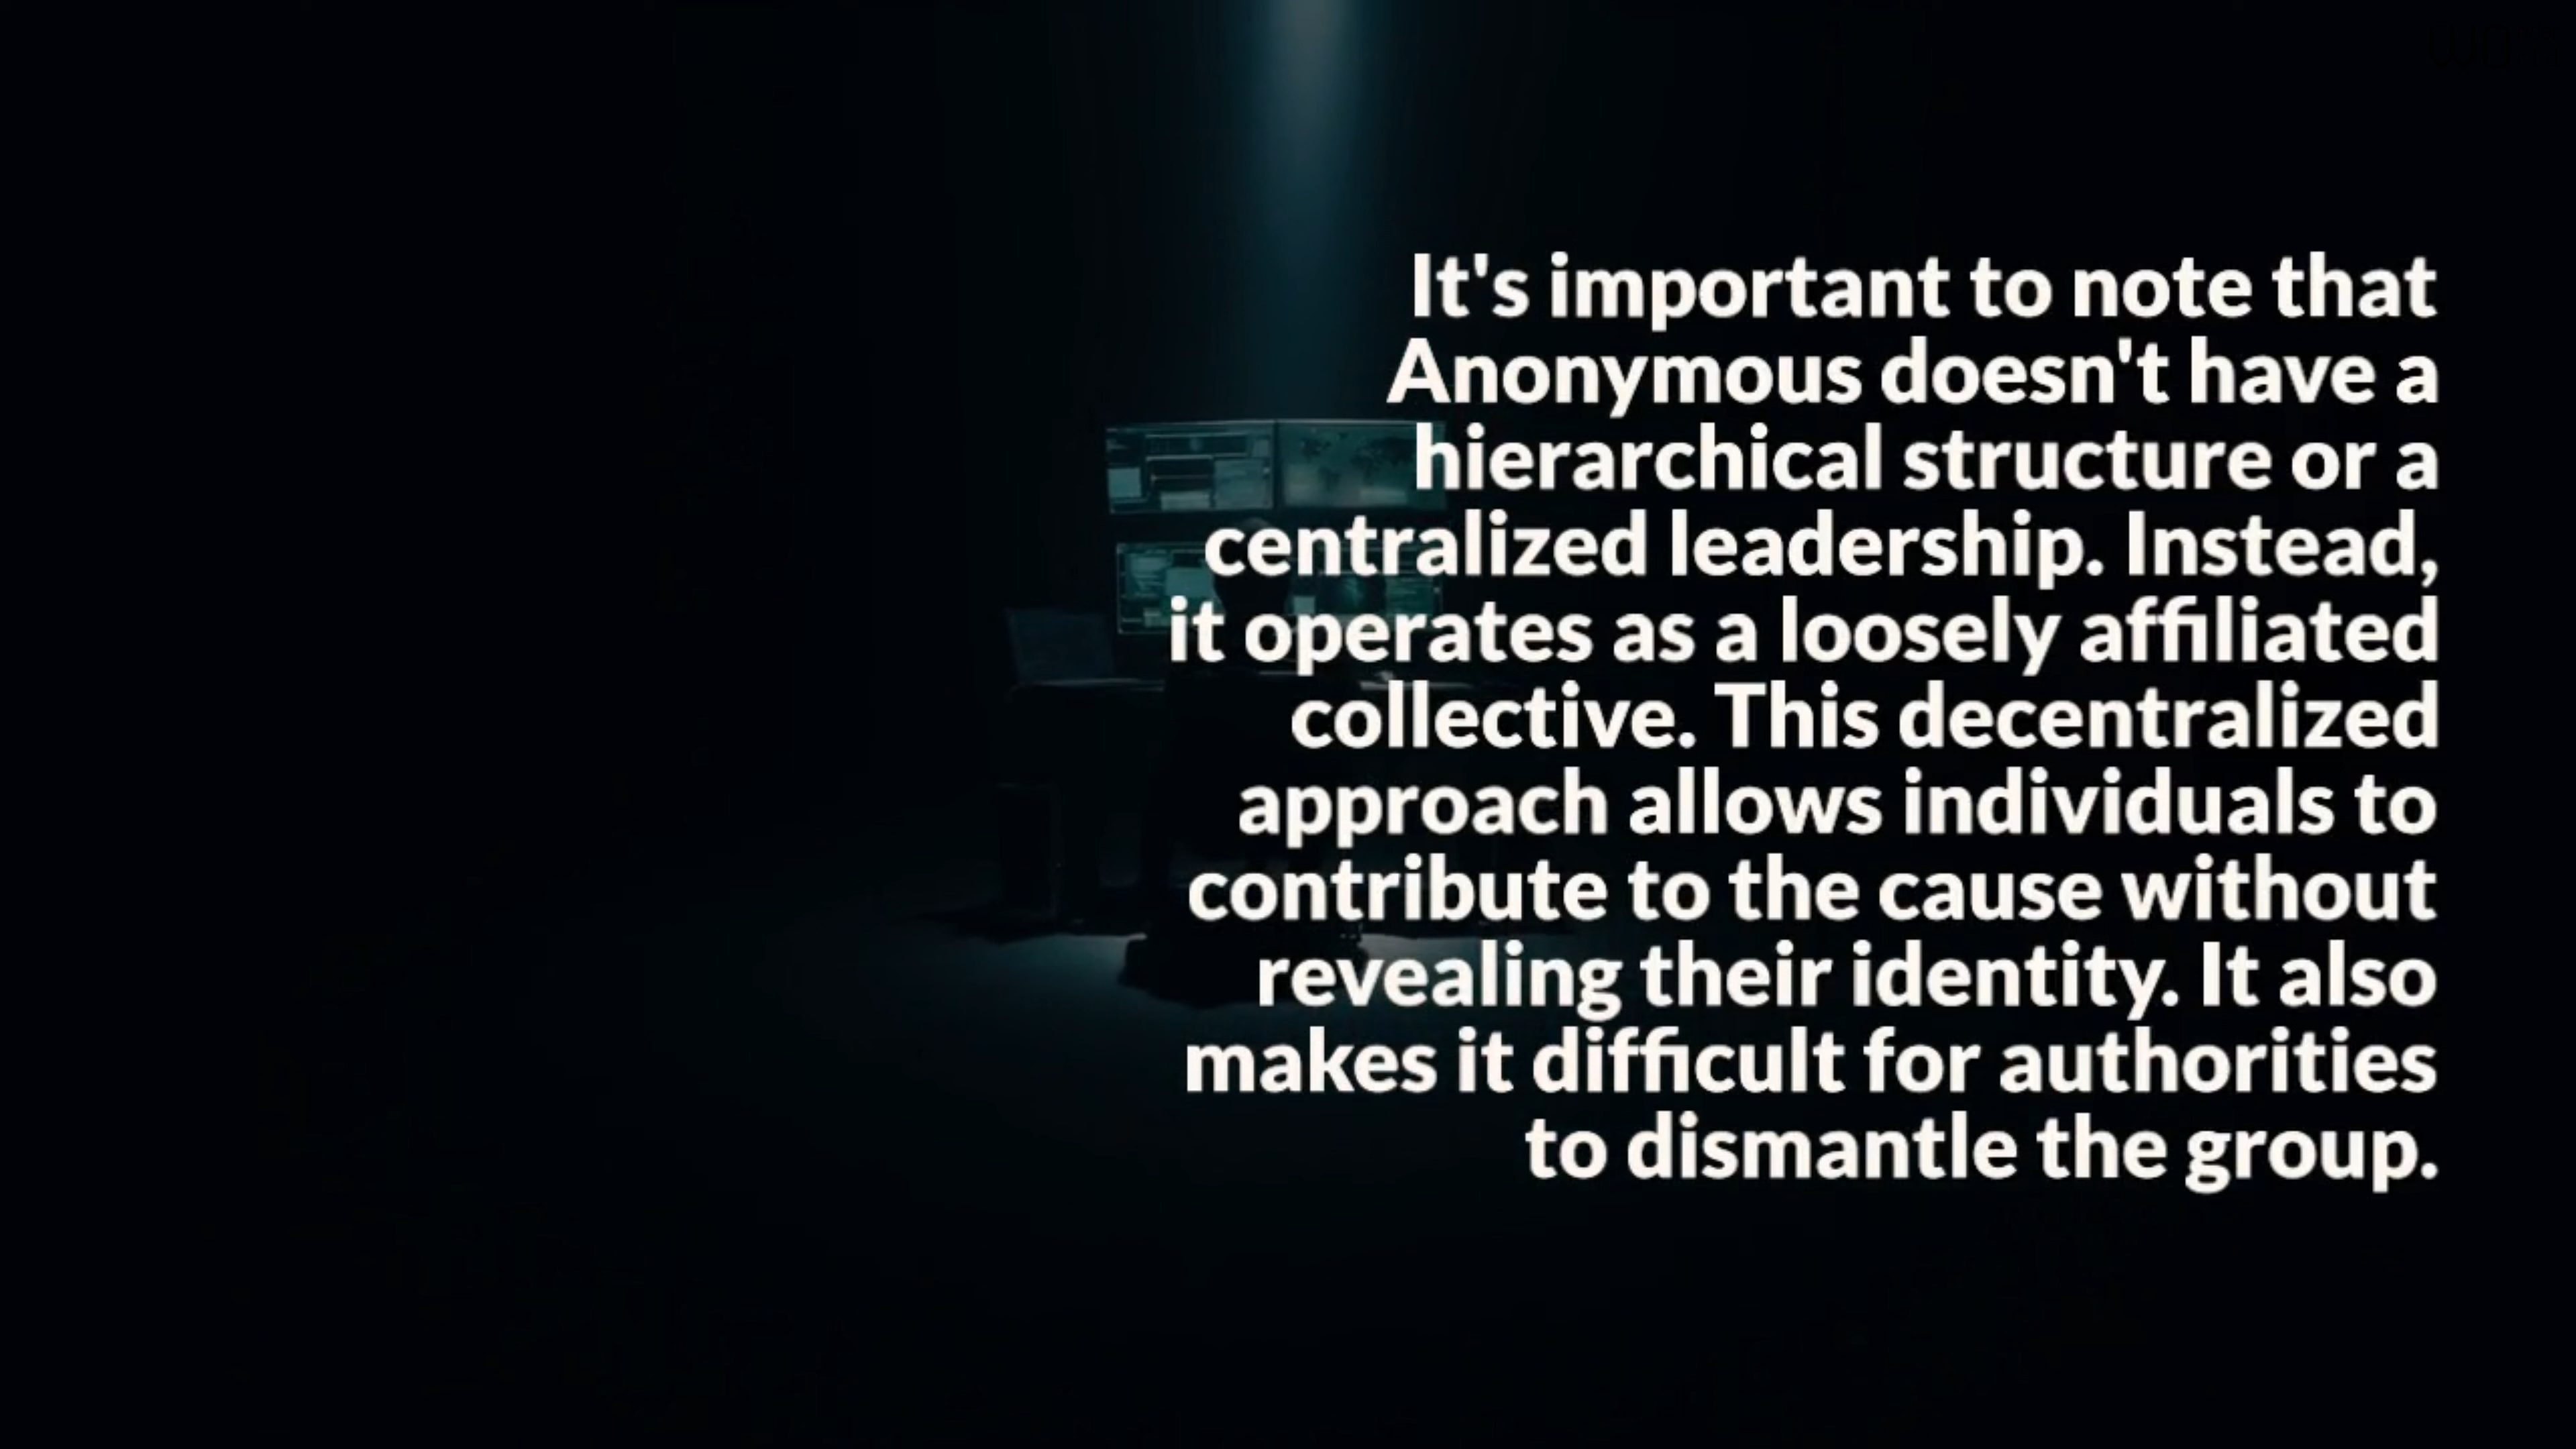 It's important to note that
Anonymous doesn't have a
hierarchical structure or a
centralized leadership. Instead,
it operates as a loosely affiliated
collective. This decentralized
approach allows individuals to
contribute to the cause without
revealing their identity. It also
makes it difficult for authorities
to dismantle the group.